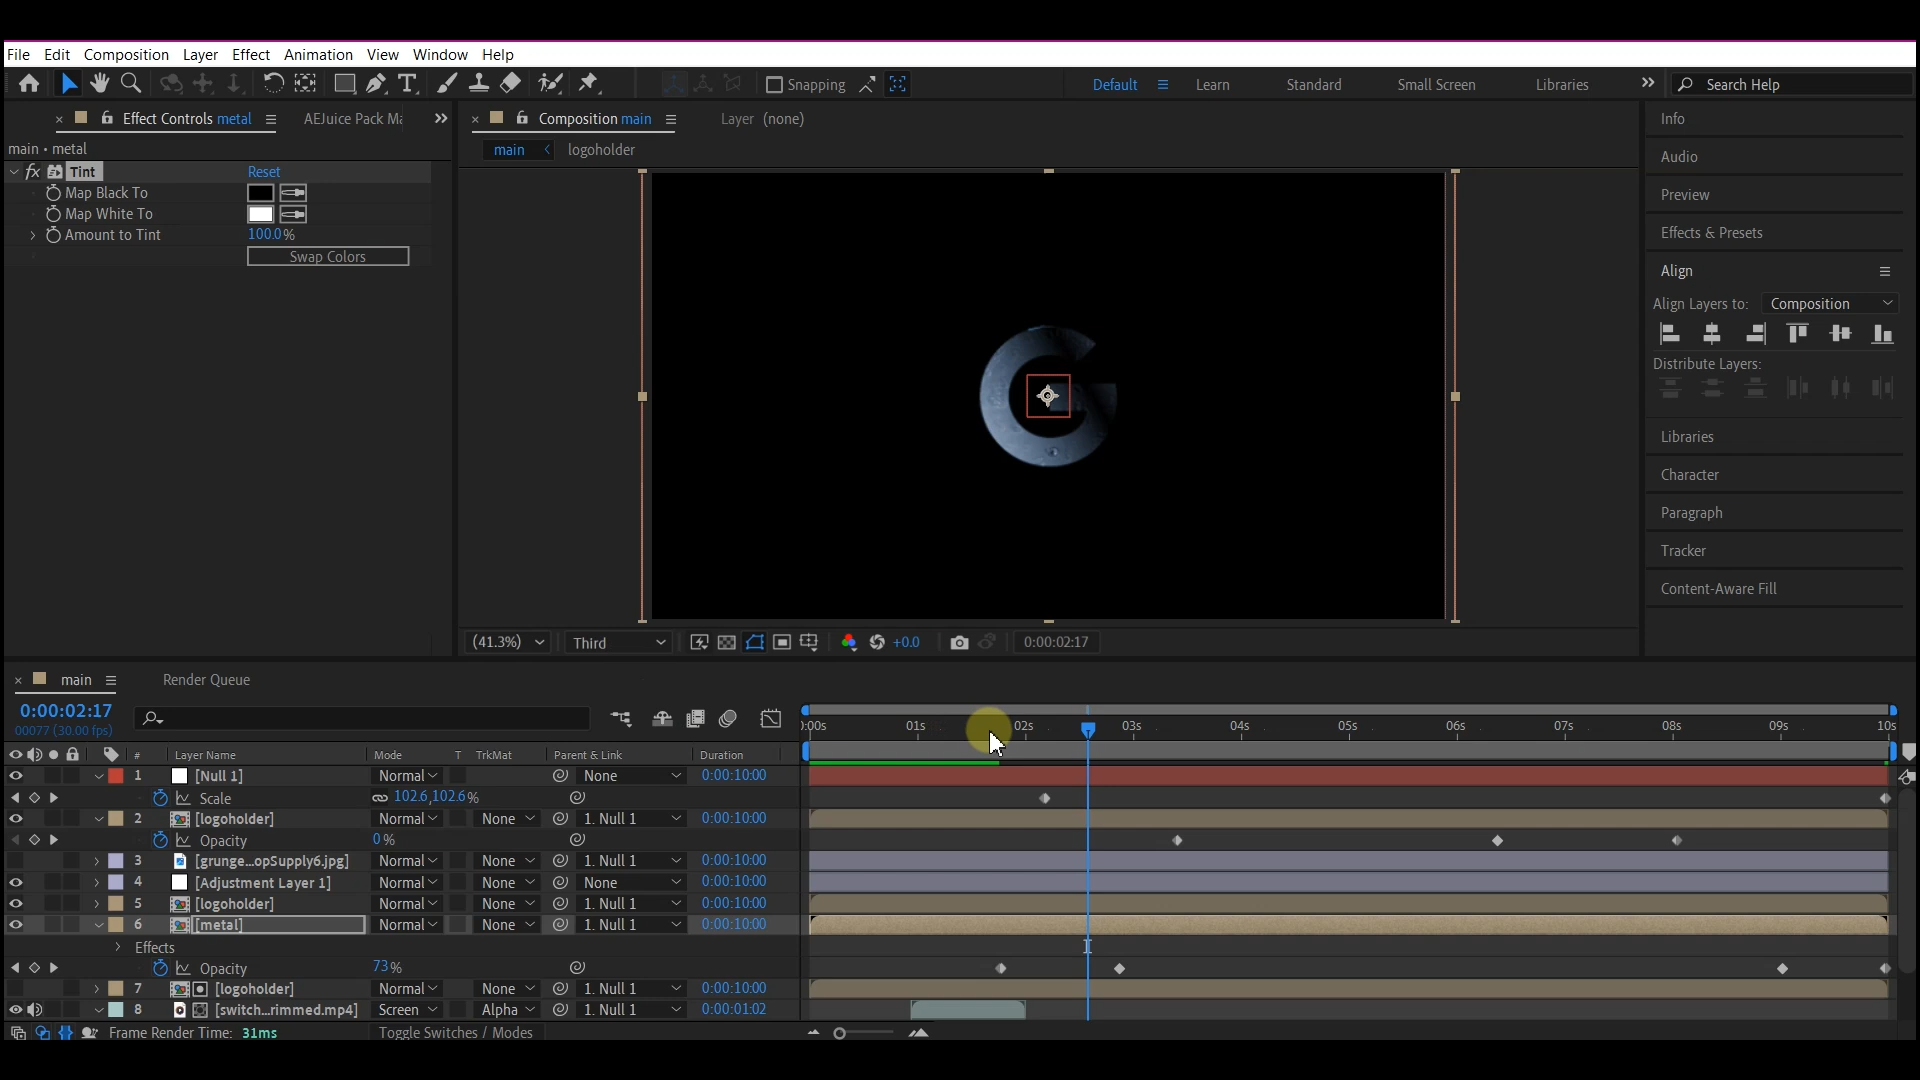 File Edit Composition Layer Effect Animation View Window Help
Snapping Default Learn Standard Small Screen Libraries Search Help
Effect Controls metal AEJuice Pack Ma
Composition main Layer (none)
main • metal
main logoholder
fx Tint Reset
Map Black To
Map White To
Amount to Tint 100.0%
Swap Colors
Info
Audio
Preview
Effects & Presets
Align
Align Layers to: Composition
Distribute Layers:
Libraries
Character
Paragraph
Tracker
Content-Aware Fill
(41.3%) Third +0.0 0:00:02:17
main Render Queue
0:00:02:17
00077 (30.00 fps)
):00s 01s 02s 03s 04s 05s 06s 07s 08s 09s 10s
# Layer Name Mode T TrkMat Parent & Link Duration
1 [Null 1] Normal None 0:00:10:00
Scale 102.6,102.6%
2 [logoholder] Normal None 1. Null 1 0:00:10:00
Opacity 0%
3 [grunge...opSupply6.jpg] Normal None 1. Null 1 0:00:10:00
4 [Adjustment Layer 1] Normal None None 0:00:10:00
5 [logoholder] Normal None 1. Null 1 0:00:10:00
6 [metal] Normal None 1. Null 1 0:00:10:00
Effects
Opacity 73%
7 [logoholder] Normal None 1. Null 1 0:00:10:00
8 [switch...rimmed.mp4] Screen Alpha 1. Null 1 0:00:01:02
Frame Render Time: 31ms Toggle Switches / Modes